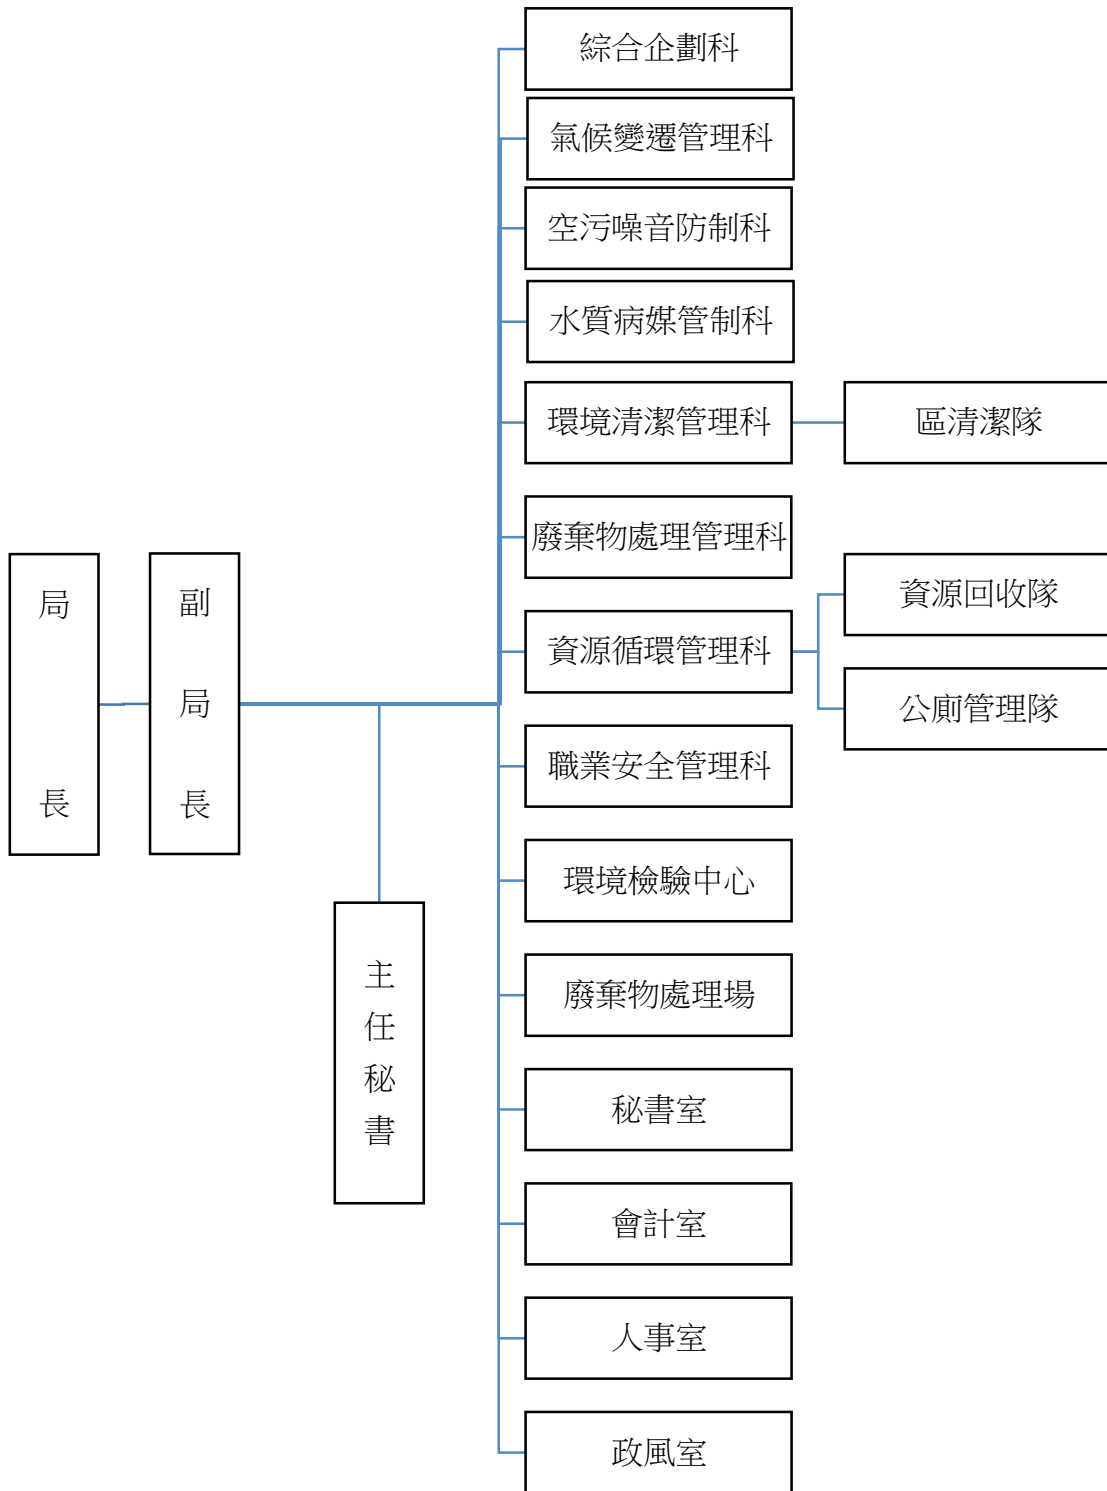 局長
副局長
主任秘書
綜合企劃科
氣候變遷管理科
空污噪音防制科
水質病媒管制科
環境清潔管理科
區清潔隊
廢棄物處理管理科
資源循環管理科
資源回收隊
公廁管理隊
職業安全管理科
環境檢驗中心
廢棄物處理場
秘書室
會計室
人事室
政風室